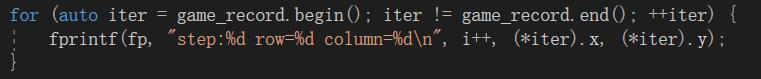 for (auto iter = game_record.begin(); iter != game_record.end(); ++iter) {
    fprintf(fp, "step:%d row=%d column=%d\n", i++, (*iter).x, (*iter).y);
}